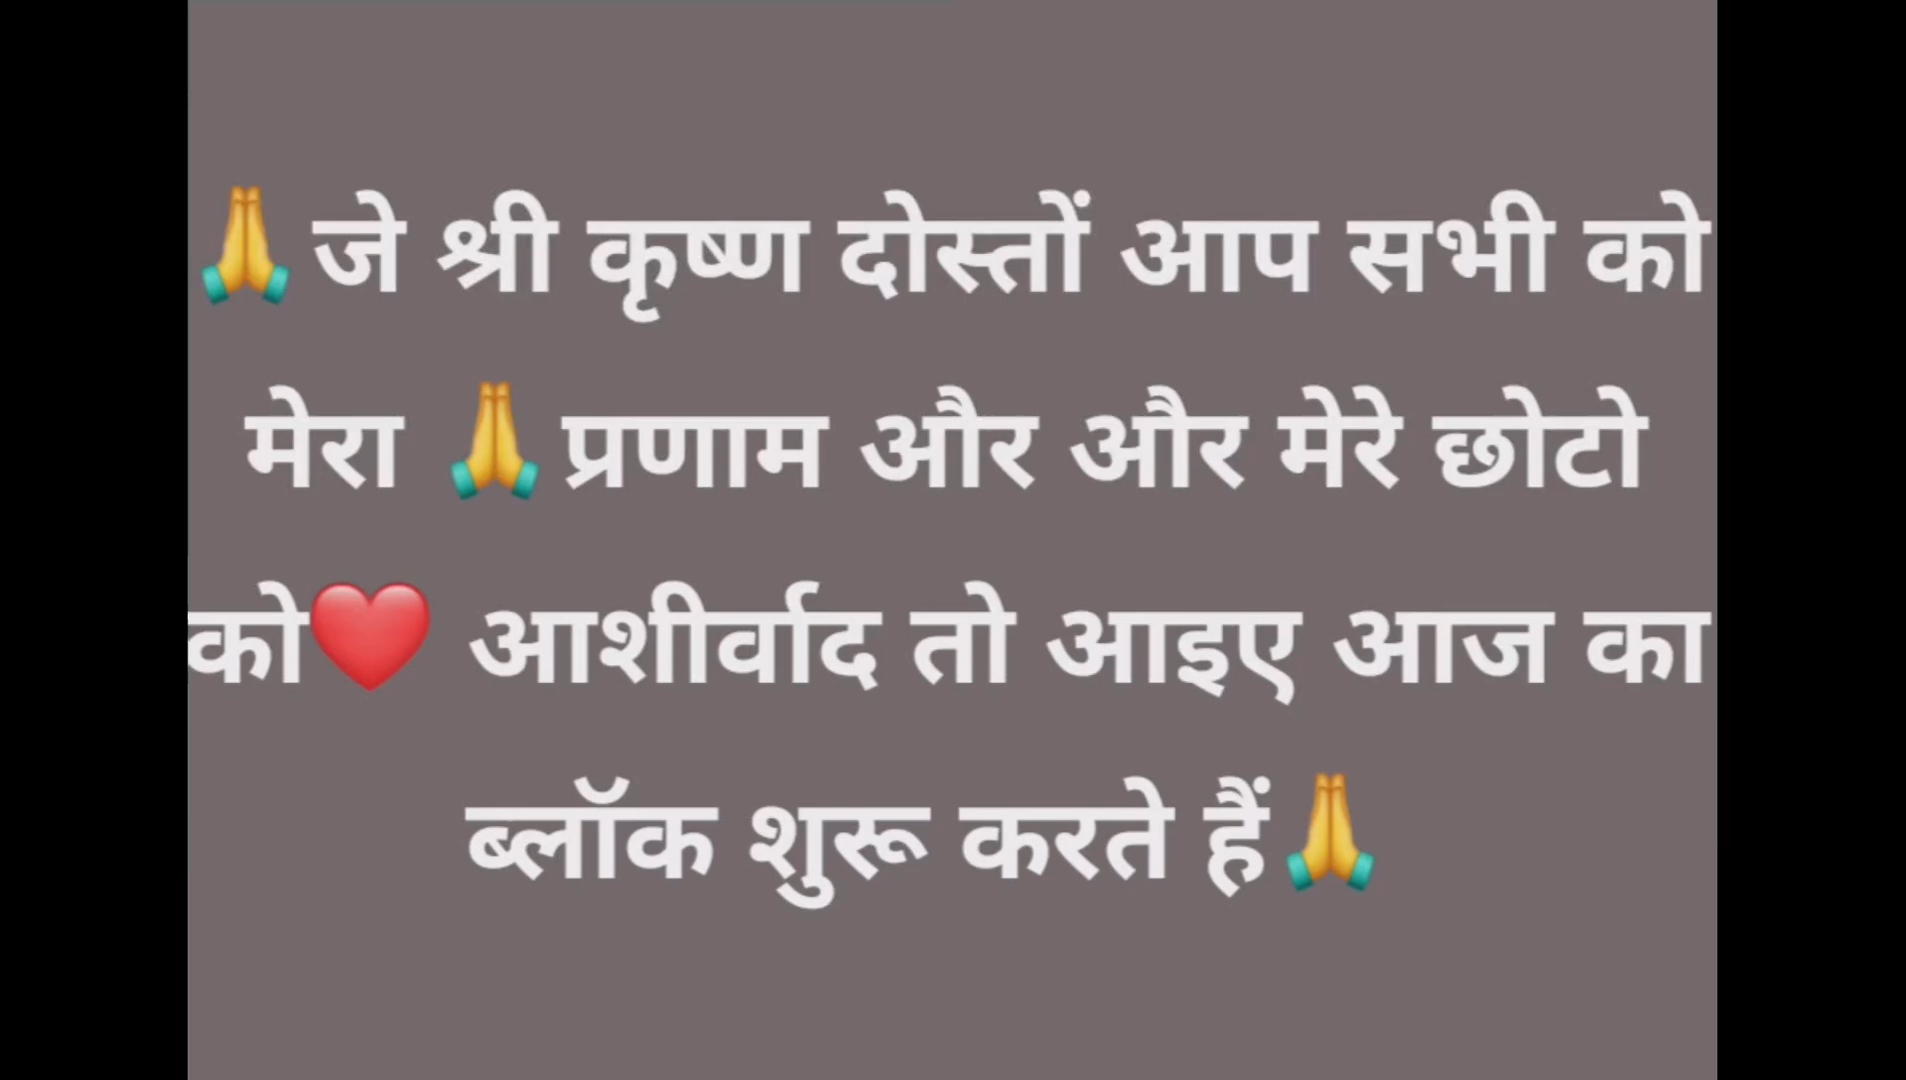 🙏जे श्री कृष्ण दोस्तों आप सभी को
मेरा 🙏प्रणाम और और मेरे छोटो
को❤️ आशीर्वाद तो आइए आज का
ब्लॉक शुरू करते हैं🙏